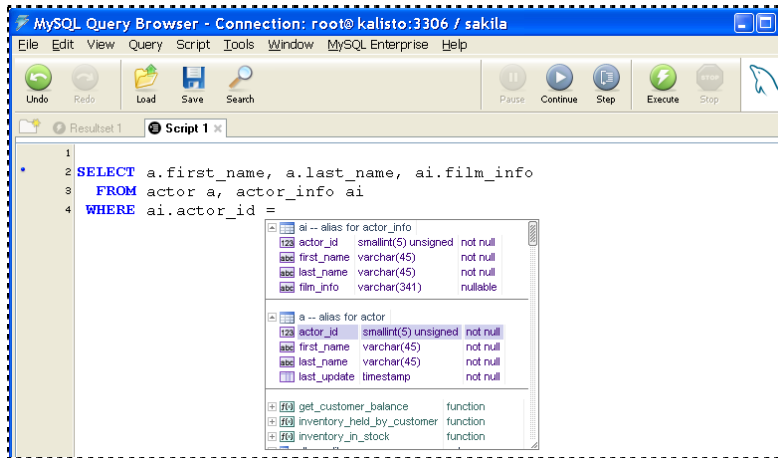 MySQL Query Browser - Connection: root@ kalisto:3306 / sakila
File Edit View Query Script Tools Window MySQL Enterprise Help
Undo Redo Load Save Search Pause Continue Step Execute Stop
Resultset 1 Script 1
1
2 SELECT a.first_name, a.last_name, ai.film_info
3 FROM actor a, actor_info ai
4 WHERE ai.actor_id =
ai -- alias for actor_info
123 actor_id smallint(5) unsigned not null
abc first_name varchar(45) not null
abc last_name varchar(45) not null
abc film_info varchar(341) nullable
a -- alias for actor
123 actor_id smallint(5) unsigned not null
abc first_name varchar(45) not null
abc last_name varchar(45) not null
last_update timestamp not null
get_customer_balance function
inventory_held_by_customer function
inventory_in_stock function